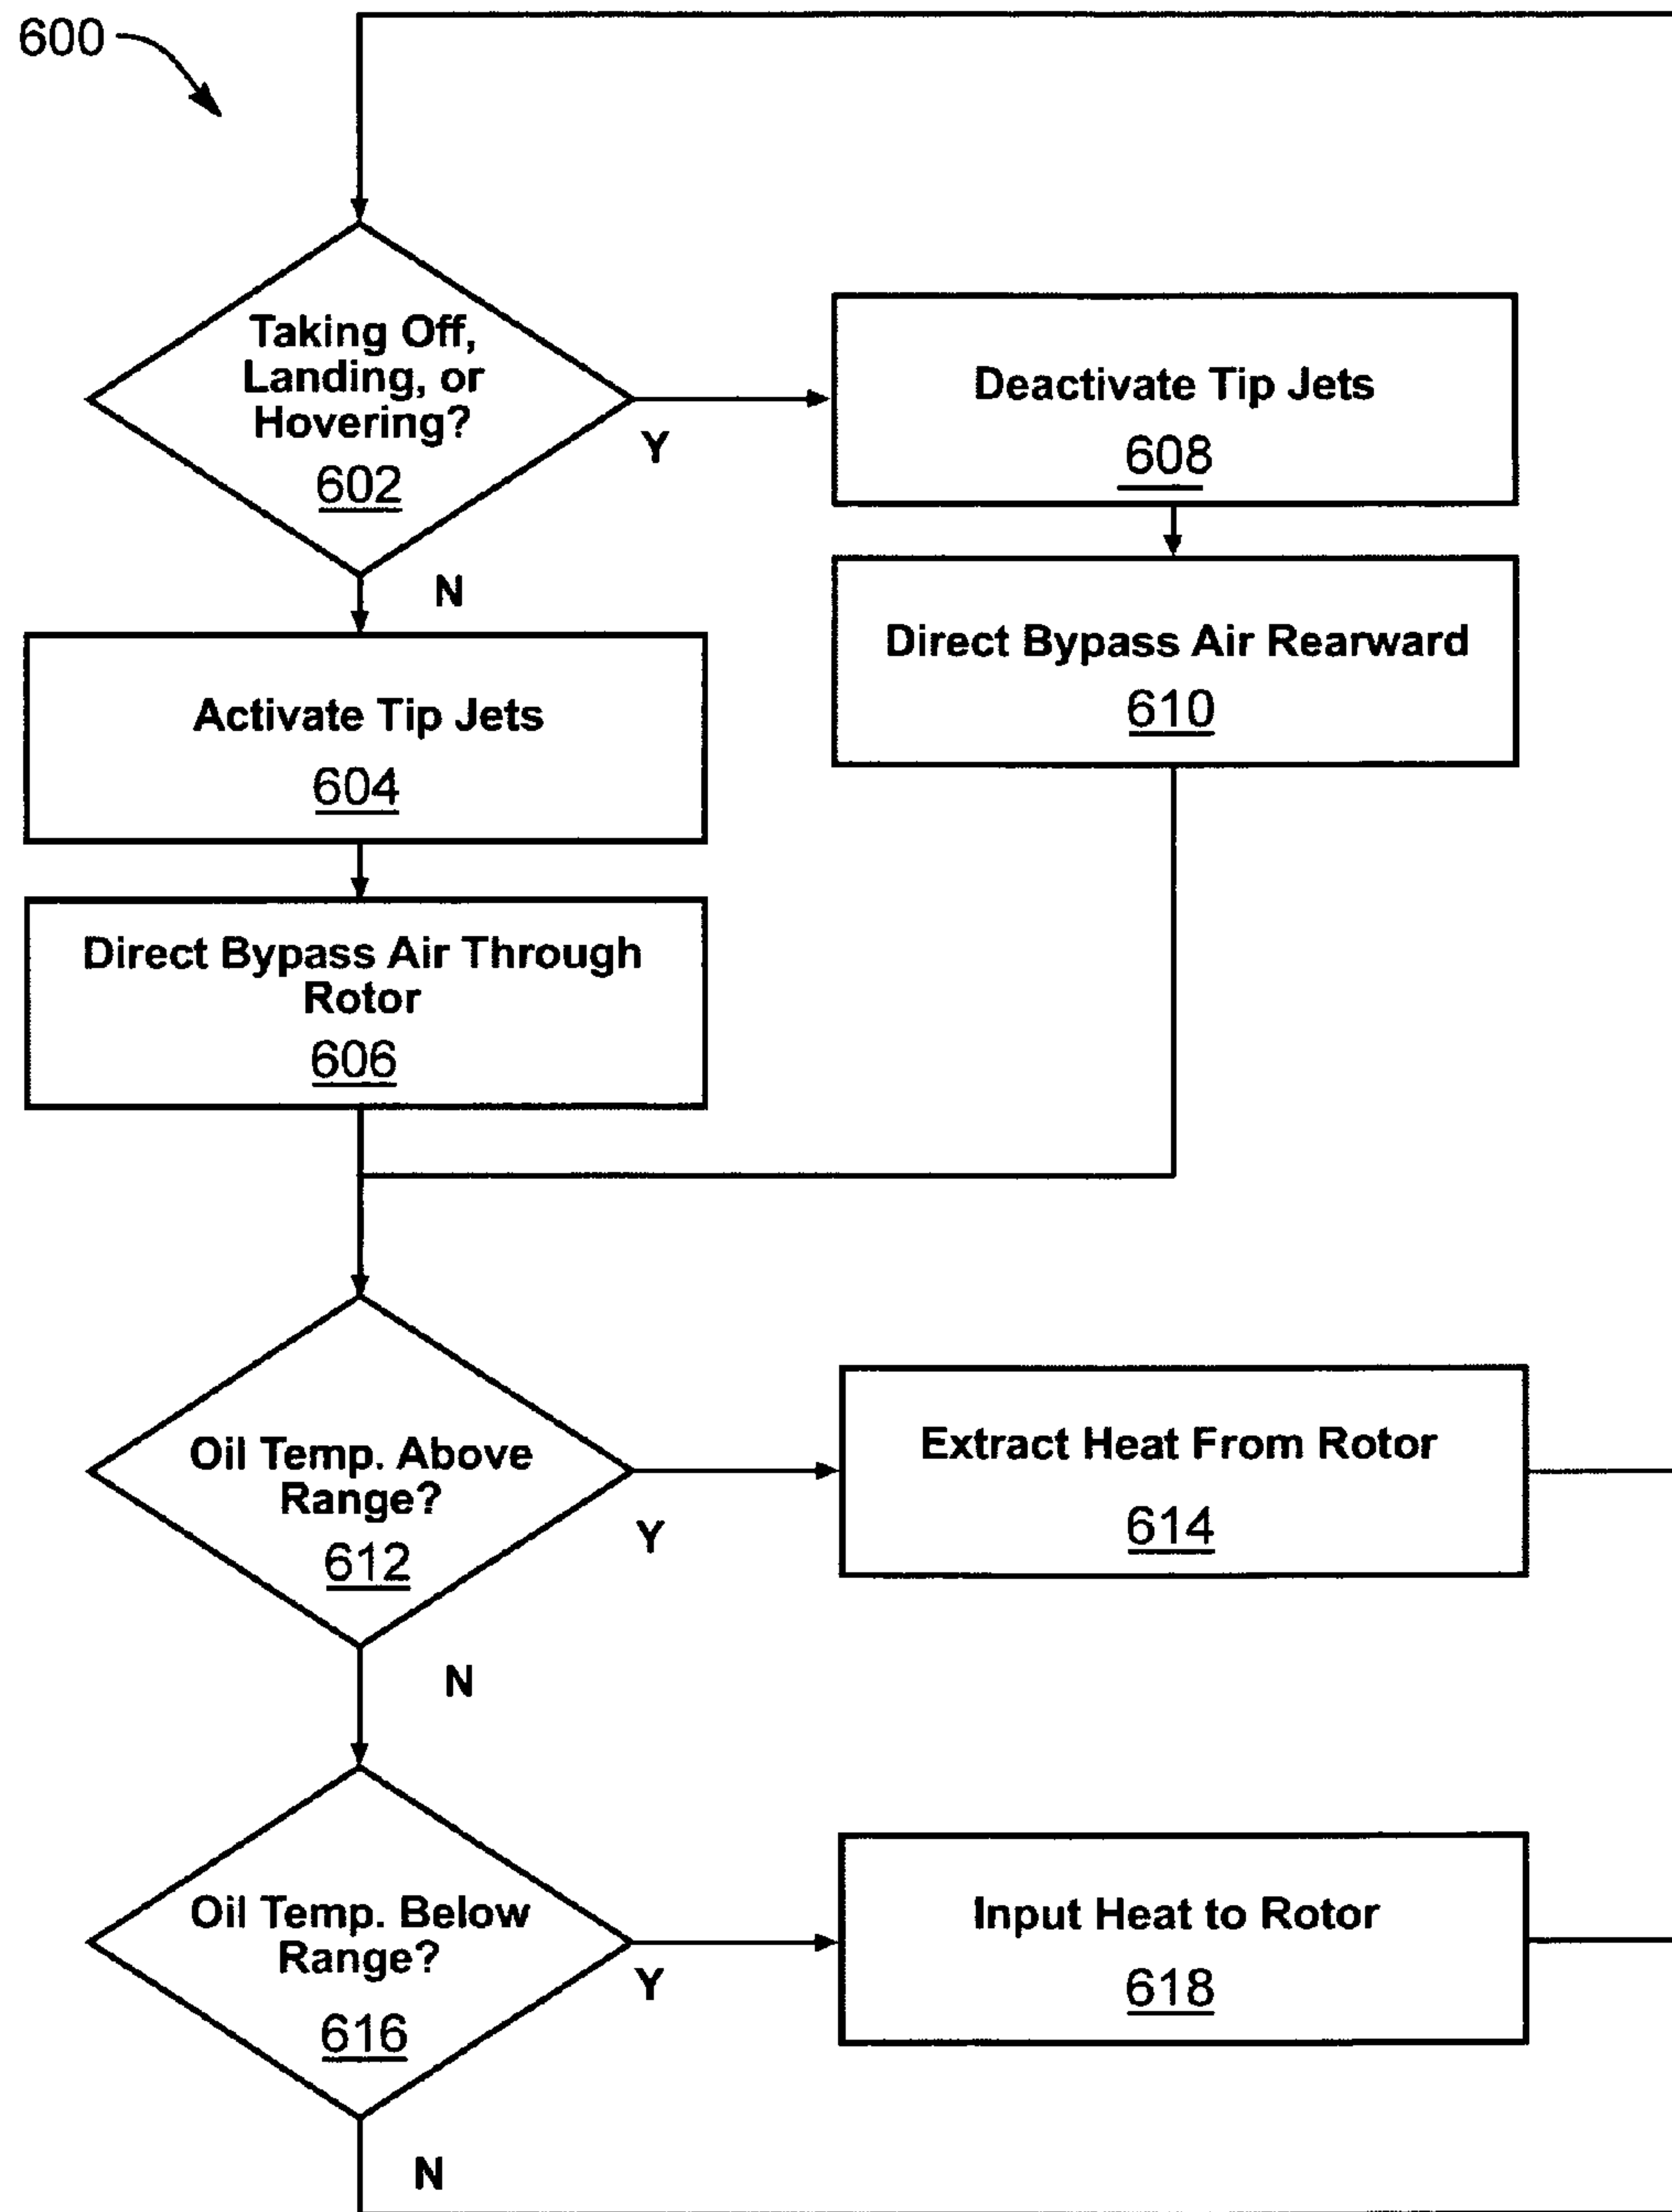 600
Taking Off,
Landing, or
Hovering?
602
Y
N
Deactivate Tip Jets
608
Direct Bypass Air Rearward
610
Activate Tip Jets
604
Direct Bypass Air Through
Rotor
606
Oil Temp. Above
Range?
612
Y
N
Extract Heat From Rotor
614
Oil Temp. Below
Range?
616
Y
N
Input Heat to Rotor
618